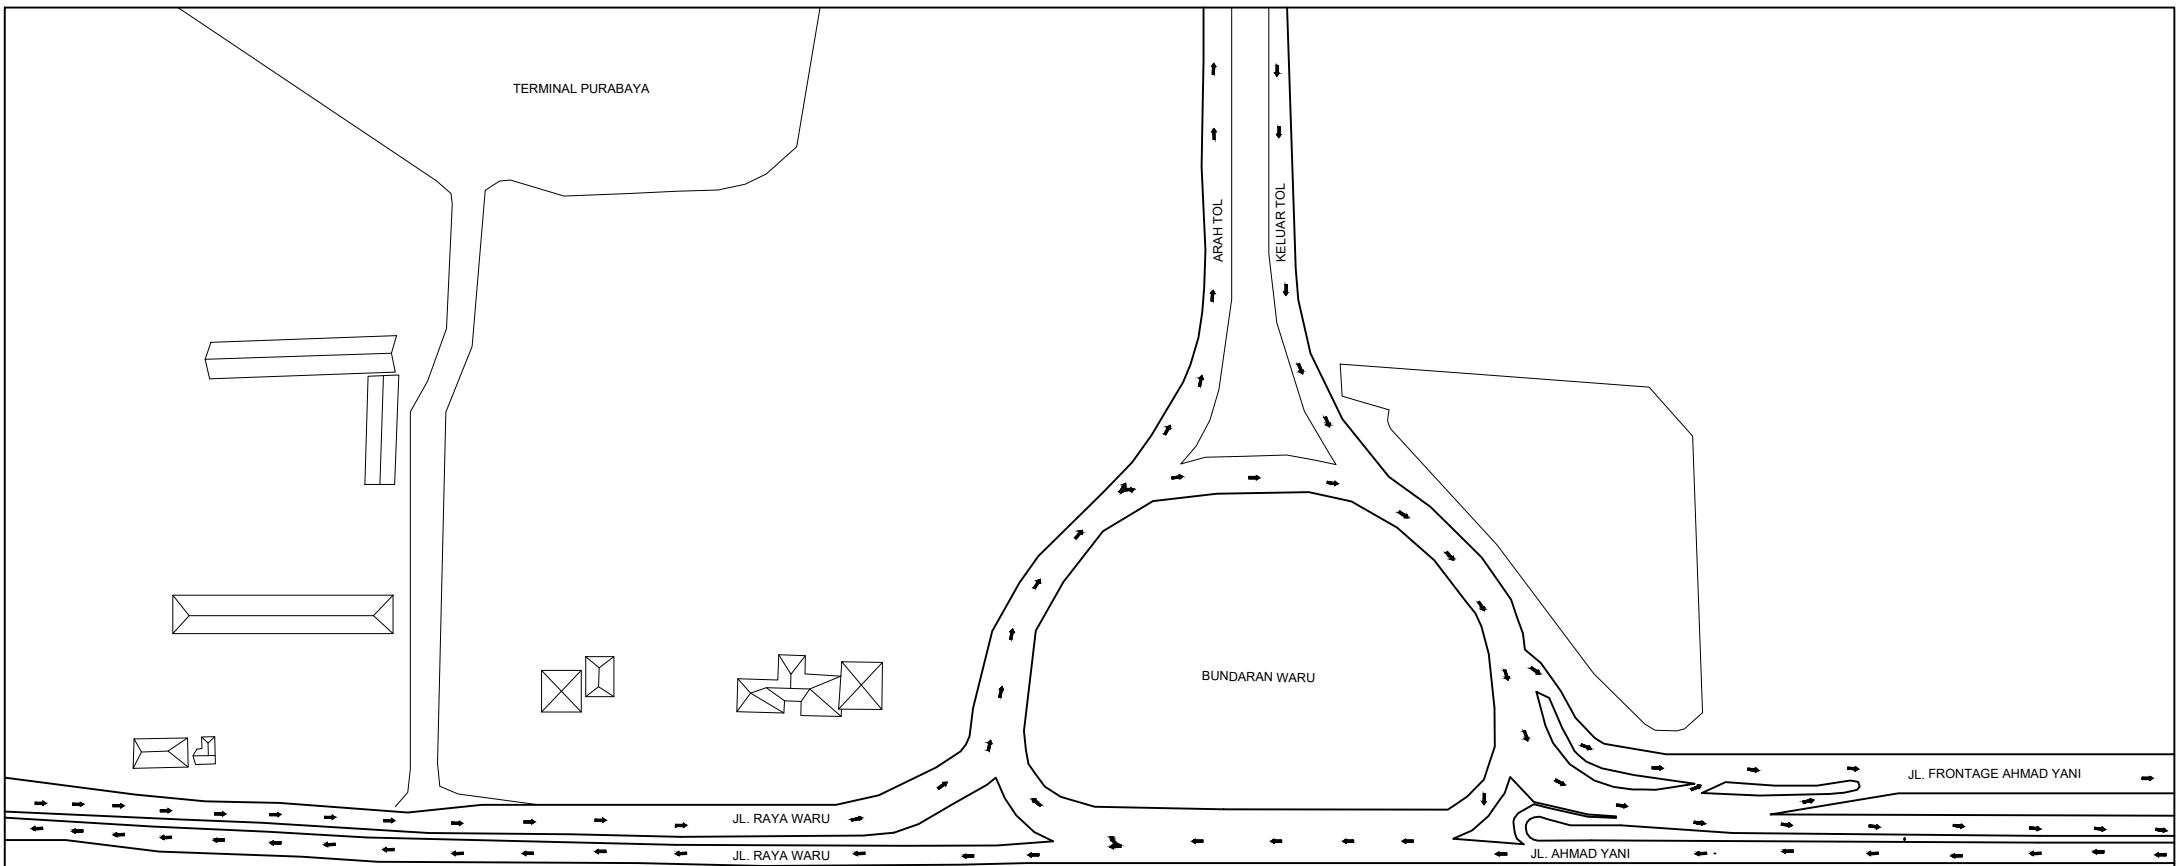 TERMINAL PURABAYA
ARAH TOL
KELUAR TOL
BUNDARAN WARU
JL. FRONTAGE AHMAD YANI
JL. RAYA WARU
JL. RAYA WARU
JL. AHMAD YANI